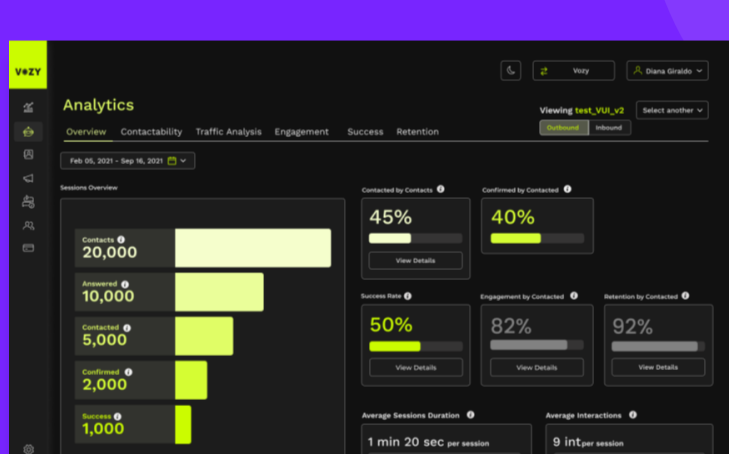 VOZY
Vozy
Diana Giraldo
Analytics
Viewing test_VUI_v2
Select another
Overview
Contactability
Traffic Analysis
Engagement
Success
Retention
Outbound
Inbound
Feb 05, 2021 - Sep 16, 2021
Sessions Overview
Contacts
20,000
Answered
10,000
Contacted
5,000
Confirmed
2,000
Success
1,000
Contacted by Contacts
45%
View Details
Confirmed by Contacted
40%
Success Rate
50%
View Details
Engagement by Contacted
82%
View Details
Retention by Contacted
92%
View Details
Average Sessions Duration
1 min 20 sec per session
Average Interactions
9 int.per session